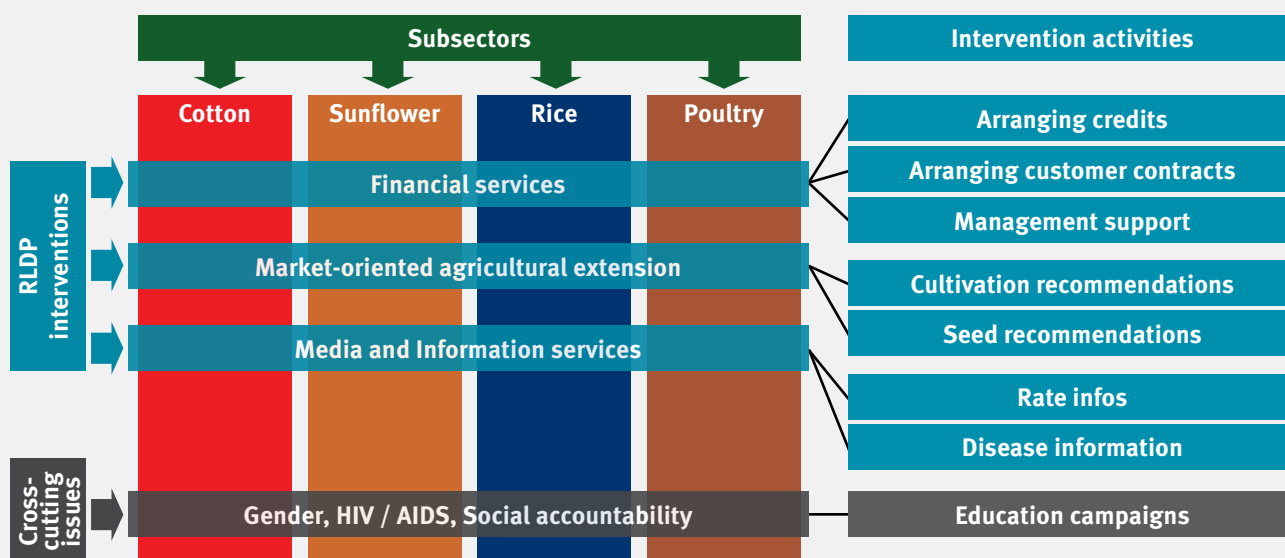 Subsectors
Intervention activities
Cotton
Sunflower
Rice
Poultry
Arranging credits
RLDP
interventions
Financial services
Arranging customer contracts
Management support
Market-oriented agricultural extension
Cultivation recommendations
Seed recommendations
Media and Information services
Rate infos
Disease information
Cross-
cutting
issues
Gender, HIV / AIDS, Social accountability
Education campaigns